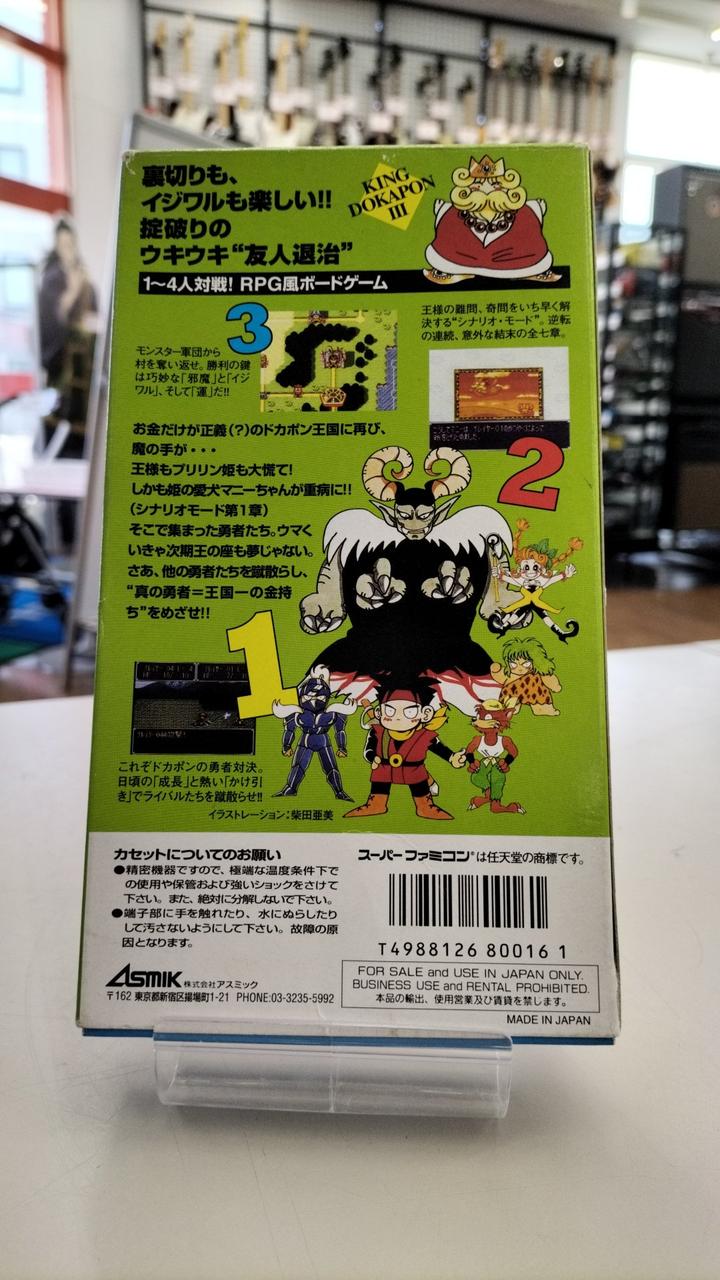 裏切りも、
イジワルも楽しい!!
掟破りの
ウキウキ“友人退治”
KING
DOKAPON
III
1〜4人対戦! RPG風ボードゲーム
3
モンスター軍団から
村を奪い返せ。勝利の鍵
は巧妙な「邪魔」と「イジ
ワル」、そして「運」だ!!
王様の難問、奇問をいち早く解
決する“シナリオ・モード”。逆転
の連続、意外な結末の全七章。
2
お金だけが正義(?)のドカポン王国に再び、
魔の手が・・・
王様もプリリン姫も大慌て!
しかも姫の愛犬マニーちゃんが重病に!!
(シナリオモード第1章)
そこで集まった勇者たち。ウマく
いきゃ次期王の座も夢じゃない。
さあ、他の勇者たちを蹴散らし、
“真の勇者=王国一の金持
ち”をめざせ!!
1
これぞドカポンの勇者対決。
日頃の「成長」と熱い「かけ引
き」でライバルたちを蹴散らせ!!
イラストレーション:柴田亜美
カセットについてのお願い
●精密機器ですので、極端な温度条件下で
の使用や保管および強いショックをさけて
下さい。また、絶対に分解しないで下さい。
●端子部に手を触れたり、水にぬらしたり
して汚さないようにして下さい。故障の原
因となります。
スーパーファミコン®は任天堂の商標です。
T4988126 80016 1
ASMIK 株式会社アスミック
〒162 東京都新宿区揚場町1-21 PHONE:03-3235-5992
FOR SALE and USE IN JAPAN ONLY.
BUSINESS USE and RENTAL PROHIBITED.
本品の輸出、使用営業及び賃貸を禁じます。
MADE IN JAPAN